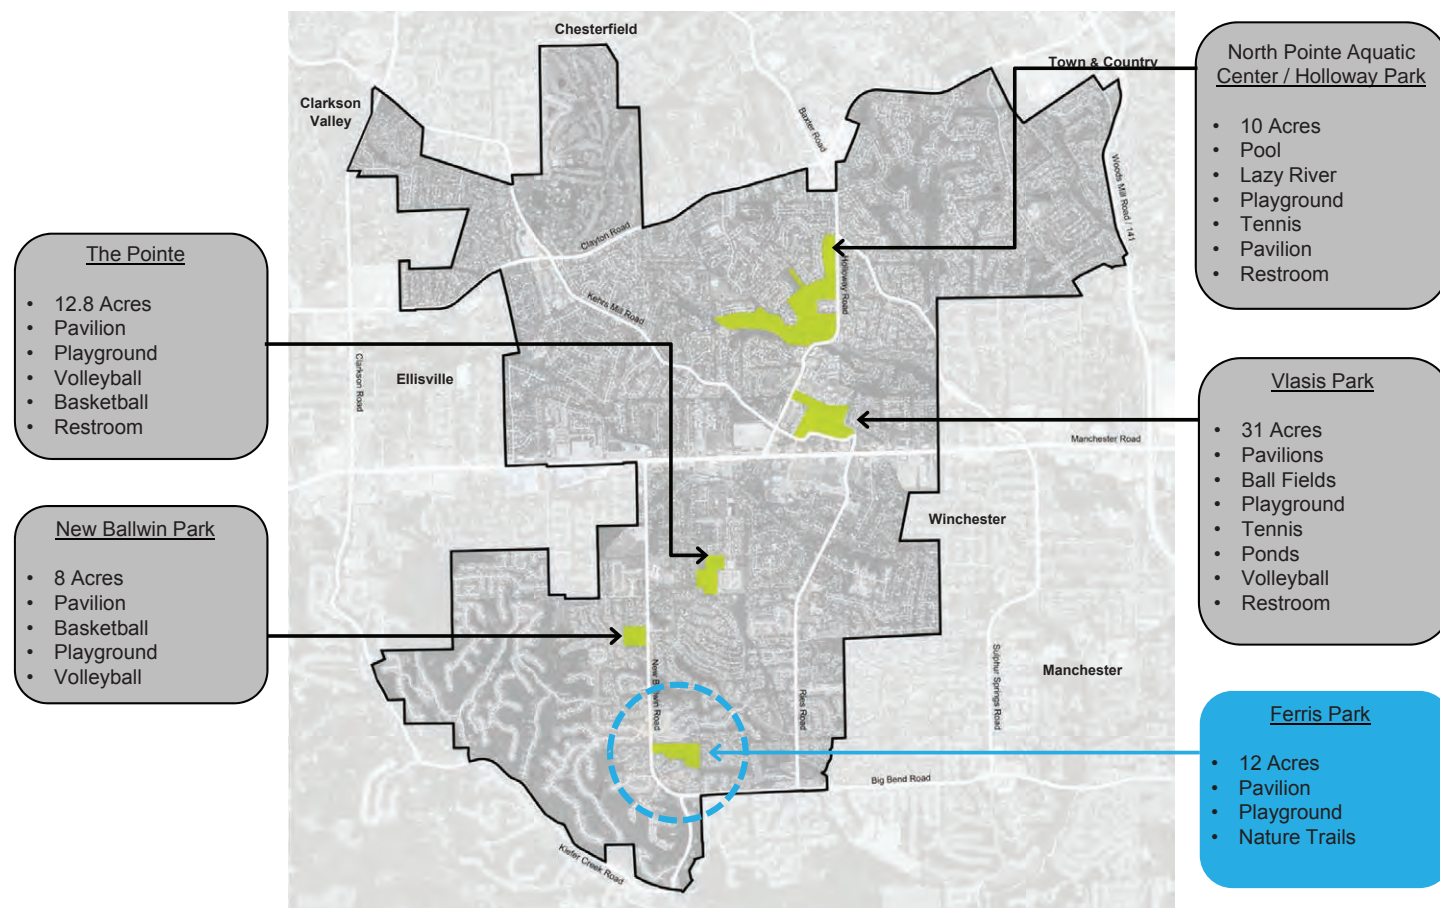 Chesterfield
Town & Country
Clarkson
Valley
Baxter Road
Woods Mill Road / 141
Clayton Road
Kehrs Mill Road
Holloway Road
Clarkson Road
Ellisville
Manchester Road
Winchester
New Ballwin Road
Ries Road
Sulphur Springs Road
Manchester
Big Bend Road
Kiefer Creek Road
The Pointe
• 12.8 Acres
• Pavilion
• Playground
• Volleyball
• Basketball
• Restroom
New Ballwin Park
• 8 Acres
• Pavilion
• Basketball
• Playground
• Volleyball
North Pointe Aquatic
Center / Holloway Park
• 10 Acres
• Pool
• Lazy River
• Playground
• Tennis
• Pavilion
• Restroom
Vlasis Park
• 31 Acres
• Pavilions
• Ball Fields
• Playground
• Tennis
• Ponds
• Volleyball
• Restroom
Ferris Park
• 12 Acres
• Pavilion
• Playground
• Nature Trails